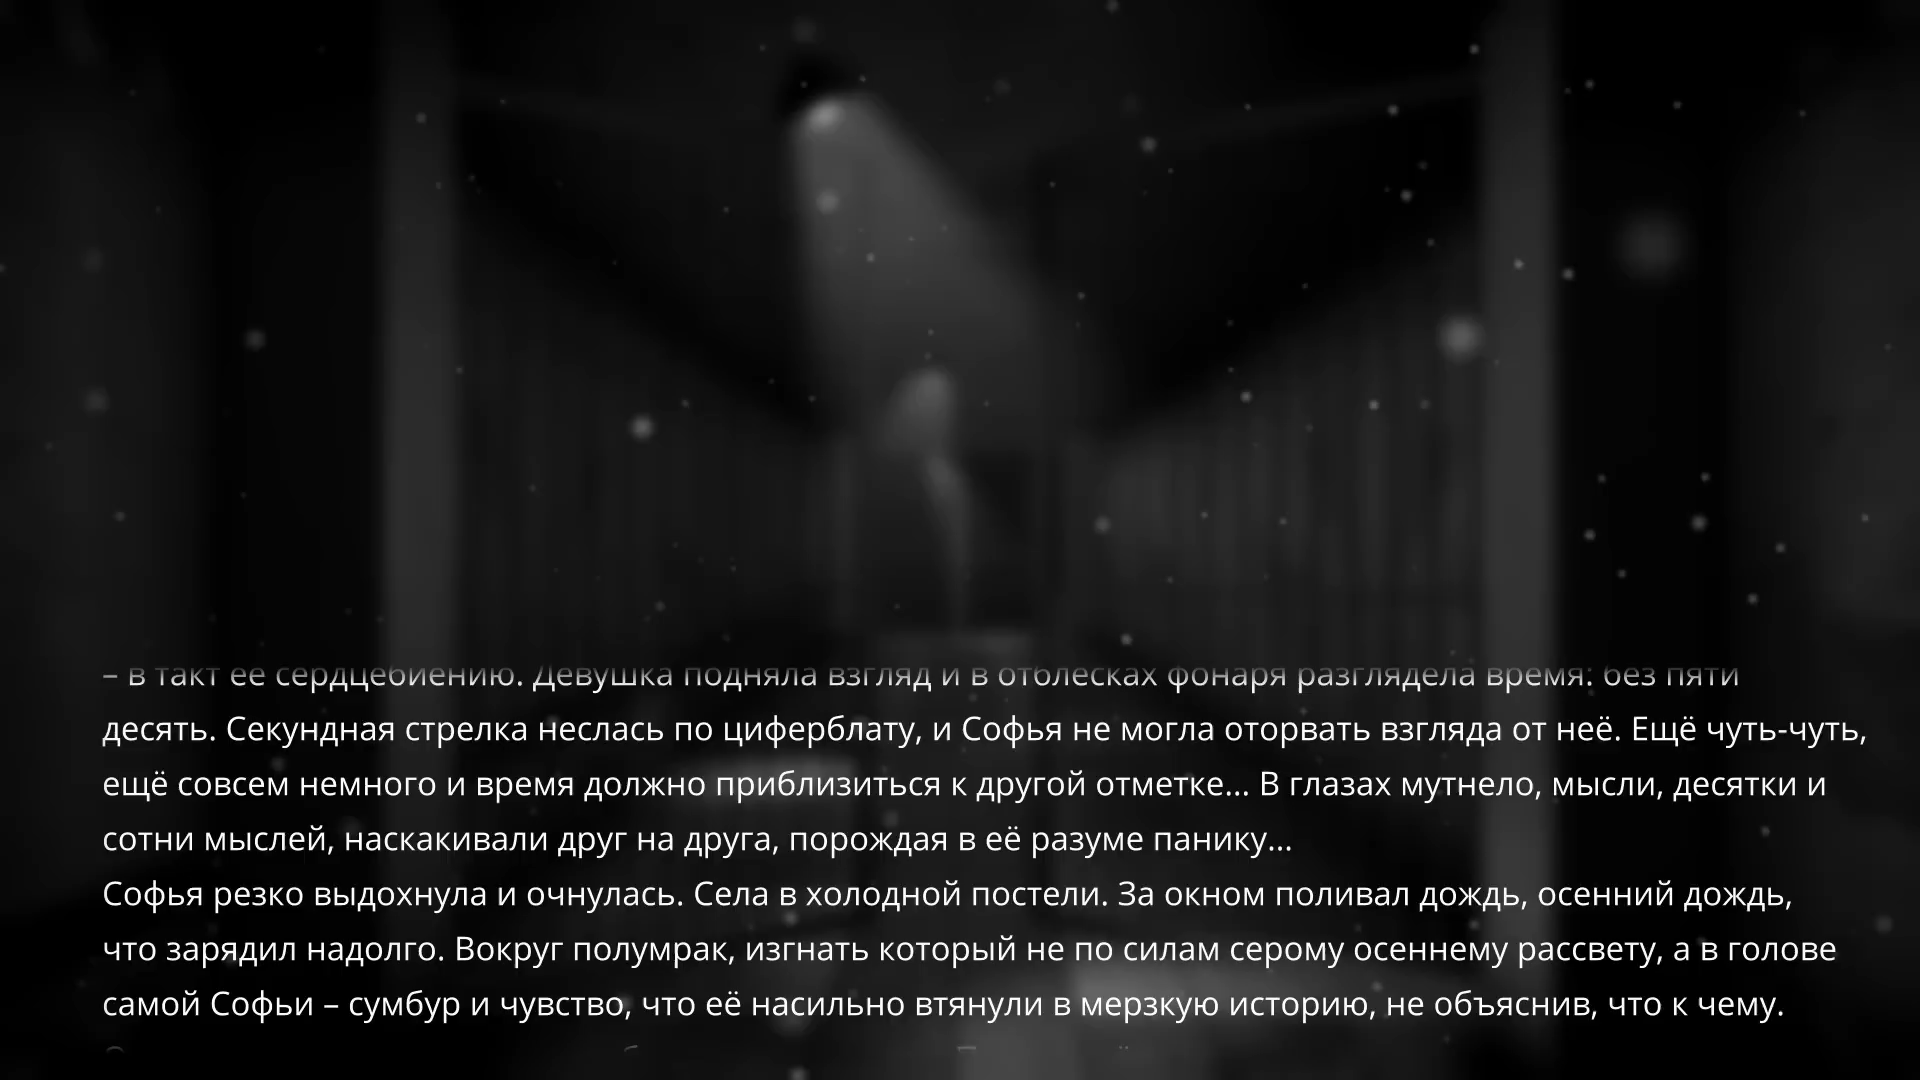 – в такт ее сердцебиению. Девушка подняла взгляд и в отблесках фонаря разглядела время: без пяти
десять. Секундная стрелка неслась по циферблату, и Софья не могла оторвать взгляда от неё. Ещё чуть-чуть,
ещё совсем немного и время должно приблизиться к другой отметке... В глазах мутнело, мысли, десятки и
сотни мыслей, наскакивали друг на друга, порождая в её разуме панику...
Софья резко выдохнула и очнулась. Села в холодной постели. За окном поливал дождь, осенний дождь,
что зарядил надолго. Вокруг полумрак, изгнать который не по силам серому осеннему рассвету, а в голове
самой Софьи – сумбур и чувство, что её насильно втянули в мерзкую историю, не объяснив, что к чему.